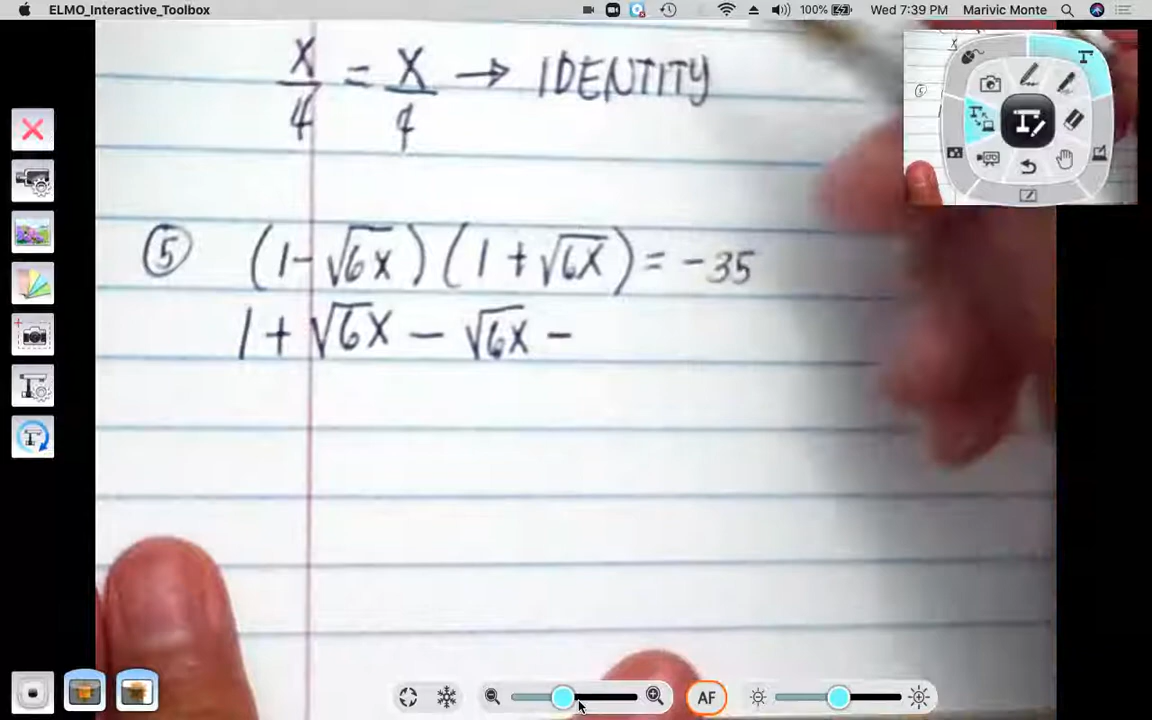 ELMO_Interactive_Toolbox 100% Wed 7:39 PM Marivic Monte
x/4 = x/4 → IDENTITY
⑤ (1-√6x) (1 + √6x) = -35
1 + √6x - √6x -
AF